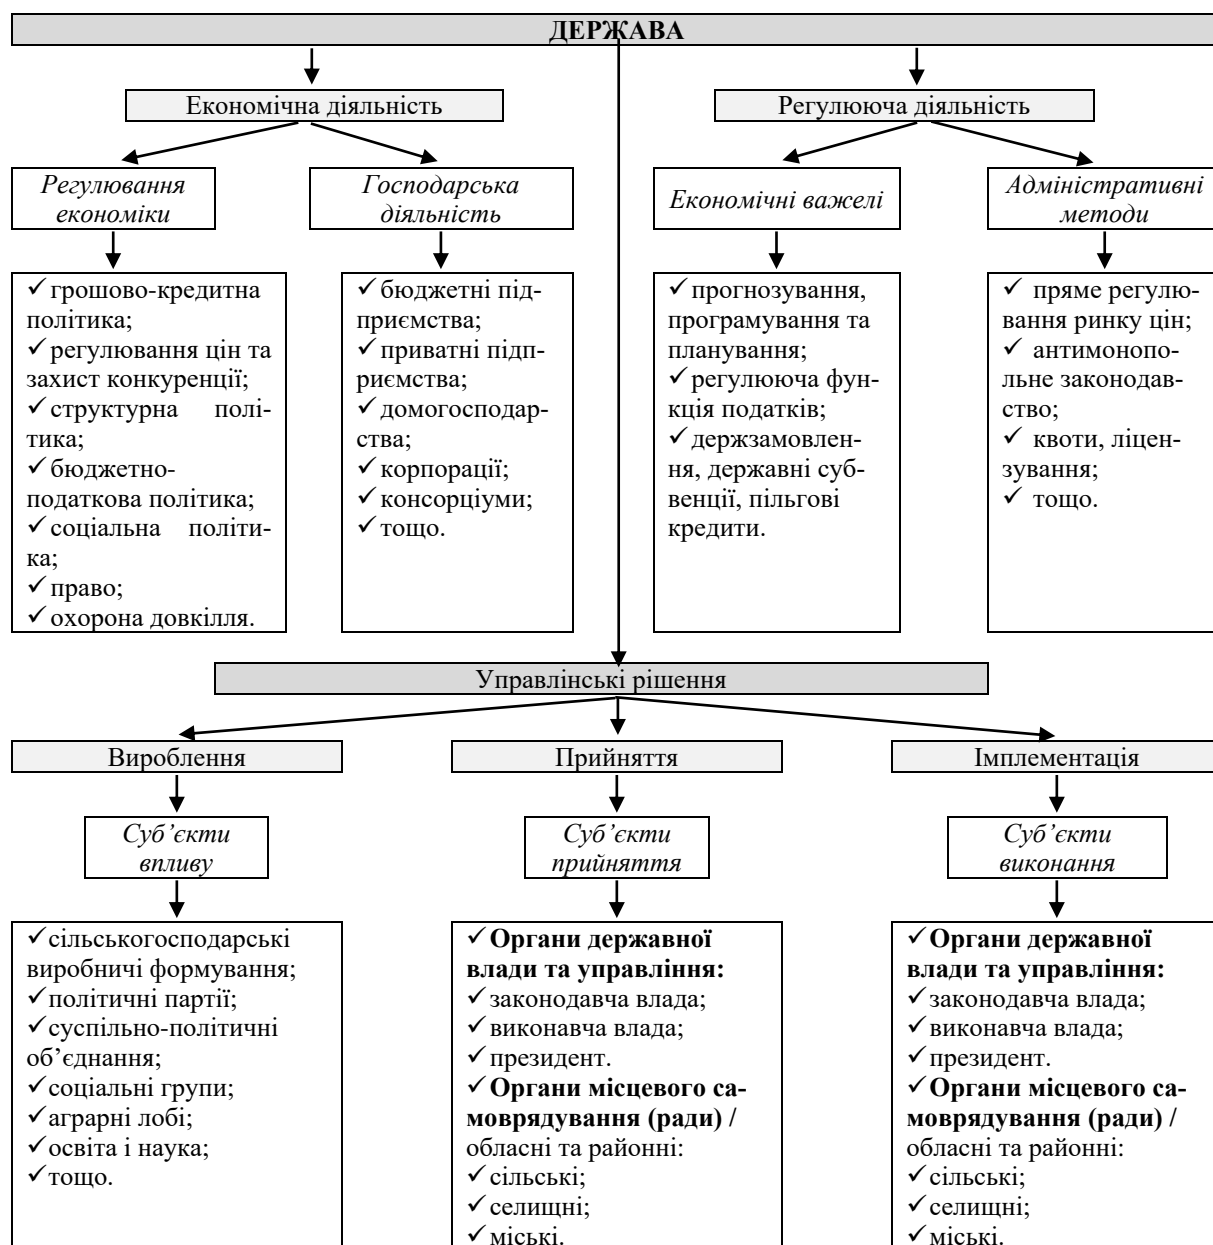 ДЕРЖАВА
Економічна діяльність
Регулююча діяльність
Регулювання
економіки
Господарська
діяльність
Економічні важелі
Адміністративні
методи
✓грошово-кредитна
політика;
✓регулювання цін та
захист конкуренції;
✓структурна полі-
тика;
✓бюджетно-
податкова політика;
✓соціальна політи-
ка;
✓право;
✓охорона довкілля.
✓бюджетні під-
приємства;
✓приватні підп-
риємства;
✓домогосподар-
ства;
✓корпорації;
✓консорціуми;
✓тощо.
✓прогнозування,
програмування та
планування;
✓регулююча фун-
кція податків;
✓держзамовлен-
ня, державні суб-
венції, пільгові
кредити.
✓ пряме регулю-
вання ринку цін;
✓ антимонопо-
льне законодав-
ство;
✓ квоти, ліцен-
зування;
✓ тощо.
Управлінські рішення
Вироблення
Прийняття
Імплементація
Суб’єкти
впливу
Суб’єкти
прийняття
Суб’єкти
виконання
✓сільськогосподарські
виробничі формування;
✓політичні партії;
✓суспільно-політичні
об’єднання;
✓соціальні групи;
✓аграрні лобі;
✓освіта і наука;
✓тощо.
✓Органи державної
влади та управління:
✓законодавча влада;
✓виконавча влада;
✓президент.
✓Органи місцевого са-
моврядування (ради) /
обласні та районні:
✓сільські;
✓селищні;
✓міські.
✓Органи державної
влади та управління:
✓законодавча влада;
✓виконавча влада;
✓президент.
✓Органи місцевого са-
моврядування (ради) /
обласні та районні:
✓сільські;
✓селищні;
✓міські.